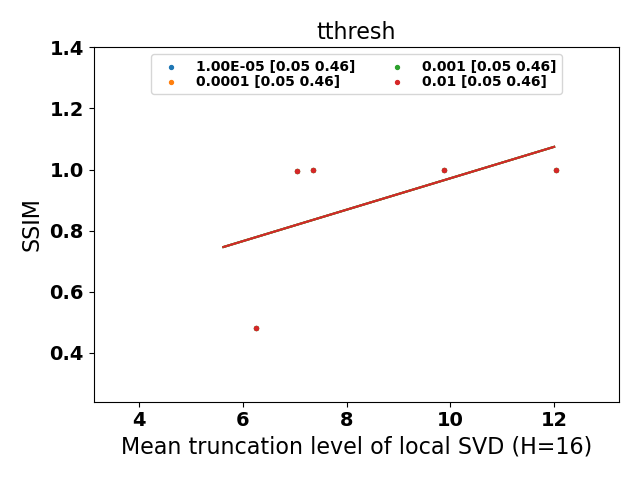 tthresh
1.00E-05 [0.05 0.46]
0.0001 [0.05 0.46]
0.001 [0.05 0.46]
0.01 [0.05 0.46]
1.4
1.2
1.0
0.8
0.6
0.4
SSIM
4 6 8 10 12
Mean truncation level of local SVD (H=16)